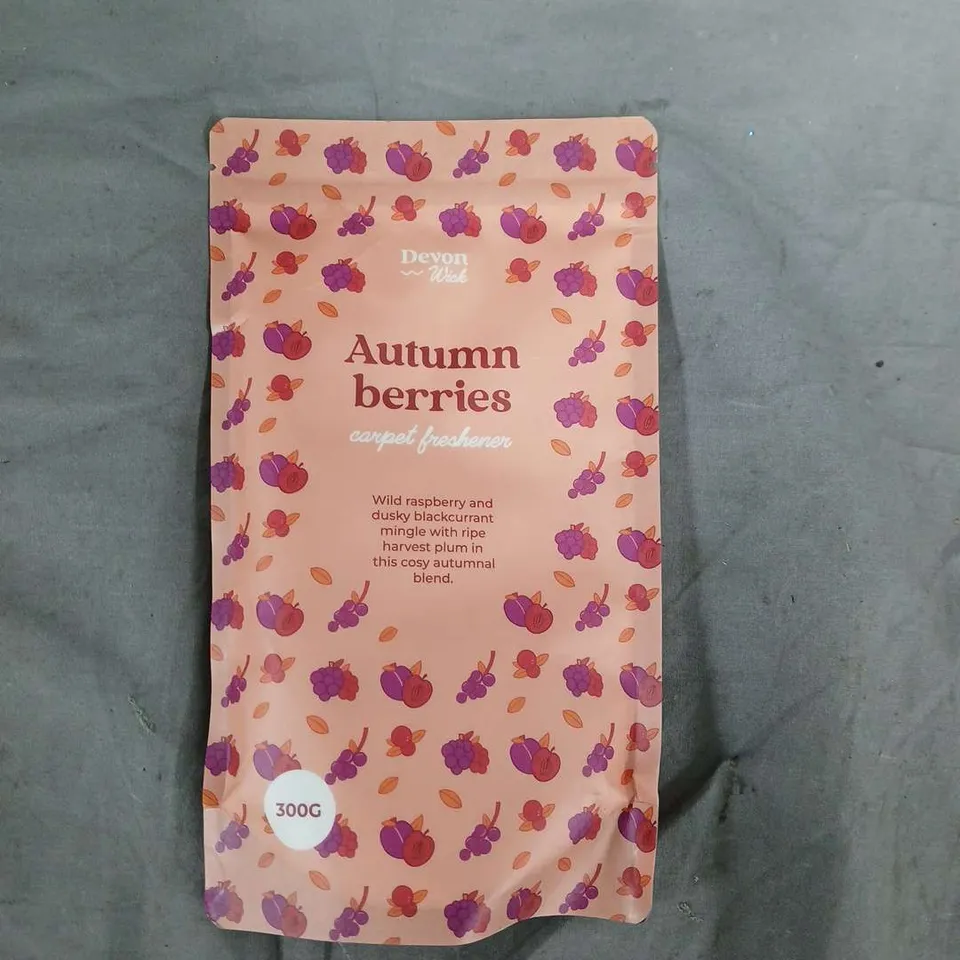 Devon
Wick
Autumn
berries
carpet freshener
Wild raspberry and
dusky blackcurrant
mingle with ripe
harvest plum in
this cosy autumnal
blend.
300G